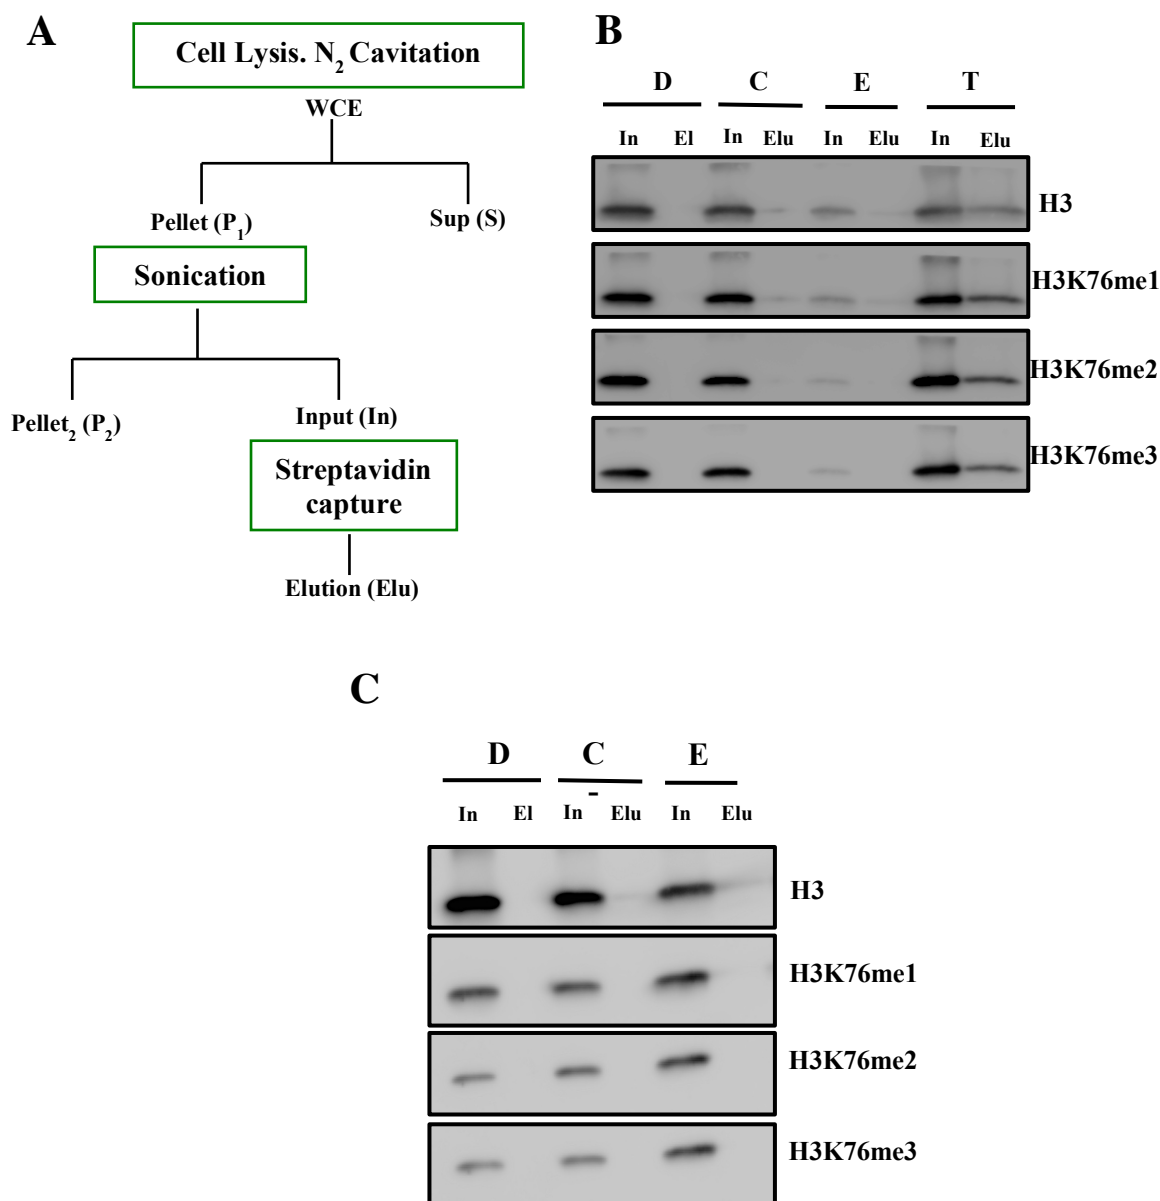 A
Cell Lysis. N2 Cavitation
WCE
Pellet (P1)
Sup (S)
Sonication
Pellet2 (P2)
Input (In)
Streptavidin
capture
Elution (Elu)
B
D C E T
In El In Elu In Elu In Elu
H3
H3K76me1
H3K76me2
H3K76me3
C
D C E
-
In El In Elu In Elu
H3
H3K76me1
H3K76me2
H3K76me3